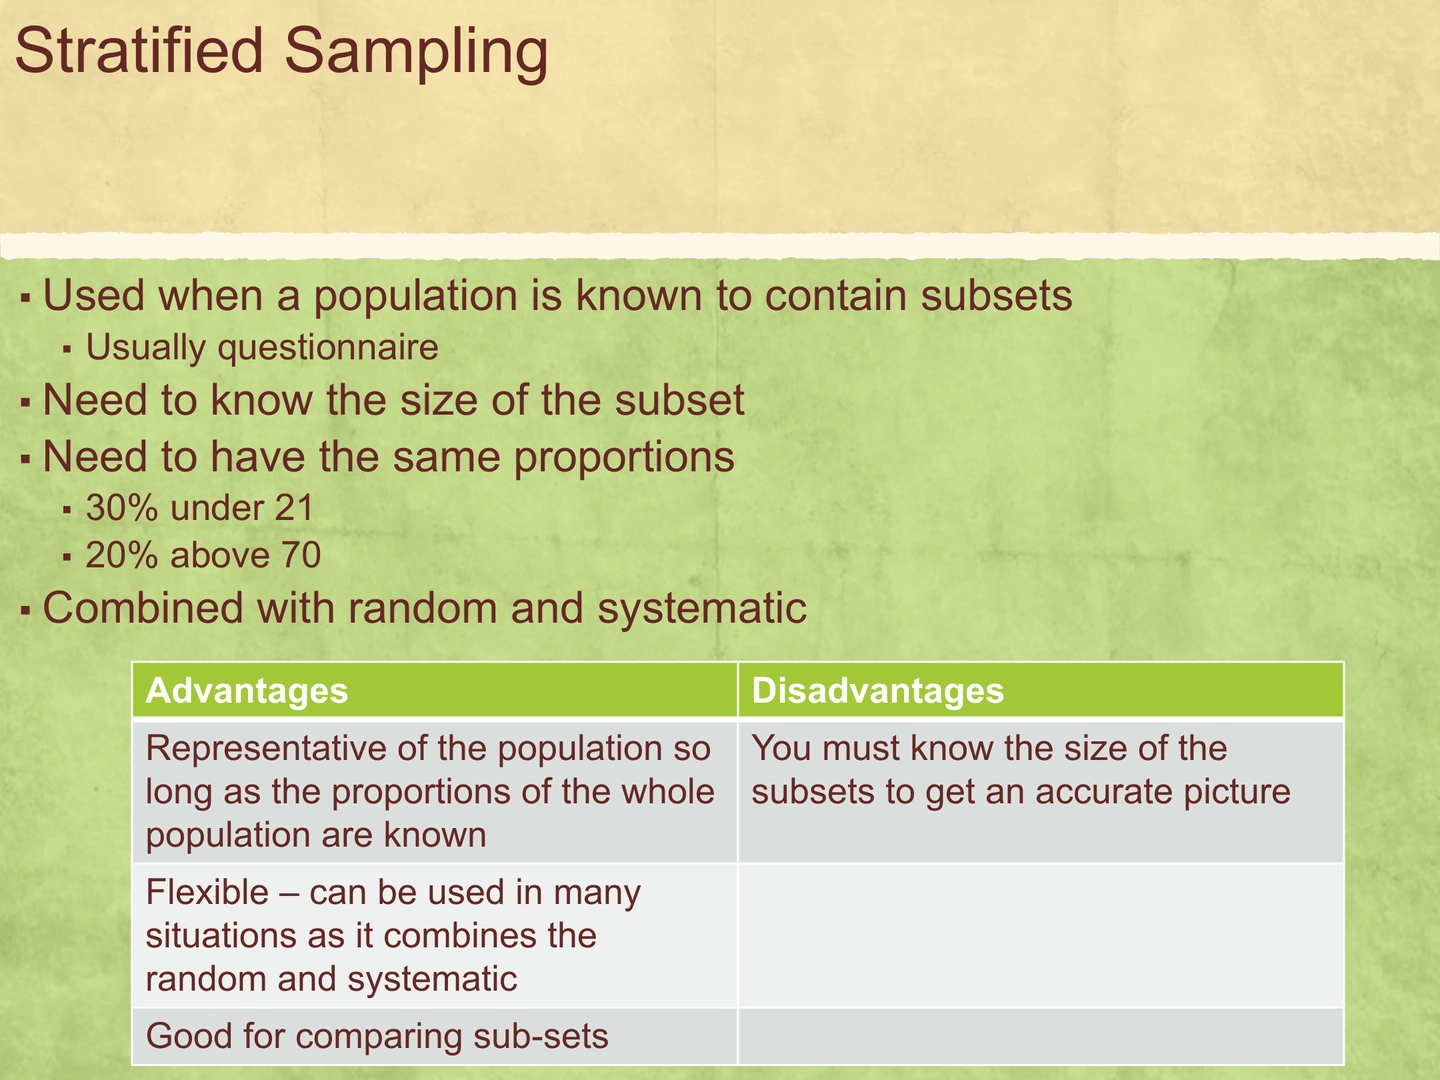 Stratified Sampling
▪ Used when a population is known to contain subsets
▪ Usually questionnaire
▪ Need to know the size of the subset
▪ Need to have the same proportions
▪ 30% under 21
▪ 20% above 70
▪ Combined with random and systematic
Advantages
Disadvantages
Representative of the population so
long as the proportions of the whole
population are known
You must know the size of the
subsets to get an accurate picture
Flexible – can be used in many
situations as it combines the
random and systematic
Good for comparing sub-sets